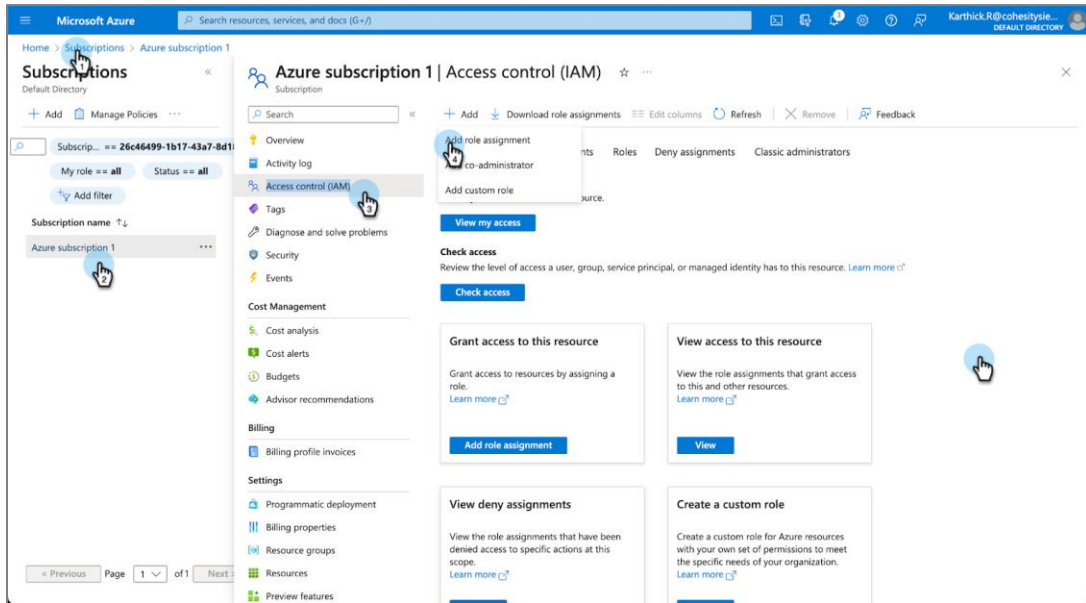 Microsoft Azure
Search resources, services, and docs (G+/)
3
Karthick.R@cohesitysie...
DEFAULT DIRECTORY
Home > Subscriptions > Azure subscription 1
1
Subscriptions
Default Directory
Add Manage Policies ...
Subscrip... == 26c46499-1b17-43a7-8d18
My role == all Status == all
Add filter
Subscription name ↑↓
Azure subscription 1 ...
2
< Previous Page 1 of 1 Next >
Azure subscription 1 | Access control (IAM) ...
Subscription
Search
Overview
Activity log
Access control (IAM)
3
Tags
Diagnose and solve problems
Security
Events
Cost Management
Cost analysis
Cost alerts
Budgets
Advisor recommendations
Billing
Billing profile invoices
Settings
Programmatic deployment
Billing properties
Resource groups
Resources
Preview features
Add Download role assignments Edit columns Refresh Remove Feedback
Add role assignment
4
co-administrator
Add custom role
Roles Deny assignments Classic administrators
View my access
Check access
Review the level of access a user, group, service principal, or managed identity has to this resource. Learn more
Check access
Grant access to this resource
Grant access to resources by assigning a
role.
Learn more
Add role assignment
View access to this resource
View the role assignments that grant access
to this and other resources.
Learn more
View
View deny assignments
View the role assignments that have been
denied access to specific actions at this
scope.
Learn more
Create a custom role
Create a custom role for Azure resources
with your own set of permissions to meet
the specific needs of your organization.
Learn more